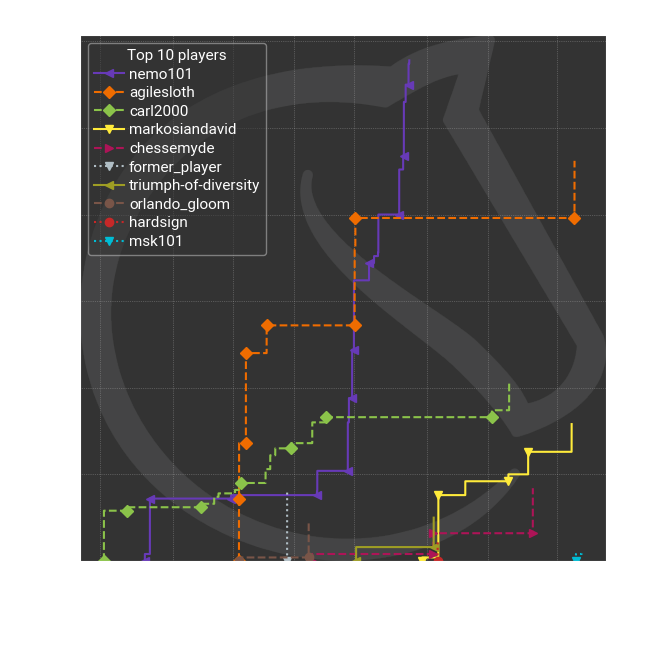 Top 10 players
nemo101
agilesloth
carl2000
markosiandavid
chessemyde
former_player
triumph-of-diversity
orlando_gloom
hardsign
msk101